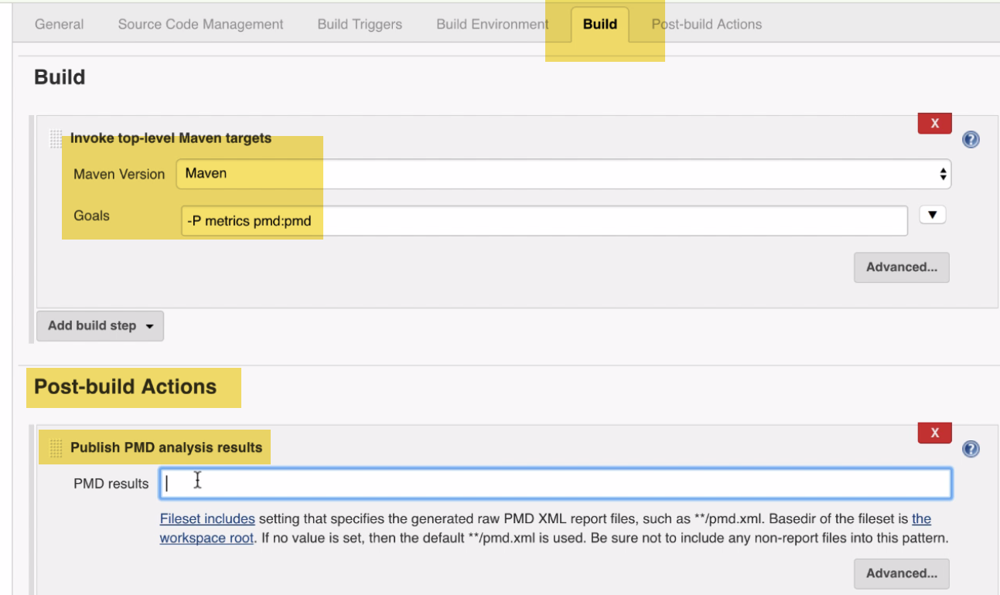 General Source Code Management Build Triggers Build Environment Build Post-build Actions
Build
X
Invoke top-level Maven targets
Maven Version Maven
Goals -P metrics pmd:pmd
Advanced...
Add build step
Post-build Actions
X
Publish PMD analysis results
PMD results
Fileset includes setting that specifies the generated raw PMD XML report files, such as **/pmd.xml. Basedir of the fileset is the
workspace root. If no value is set, then the default **/pmd.xml is used. Be sure not to include any non-report files into this pattern.
Advanced...